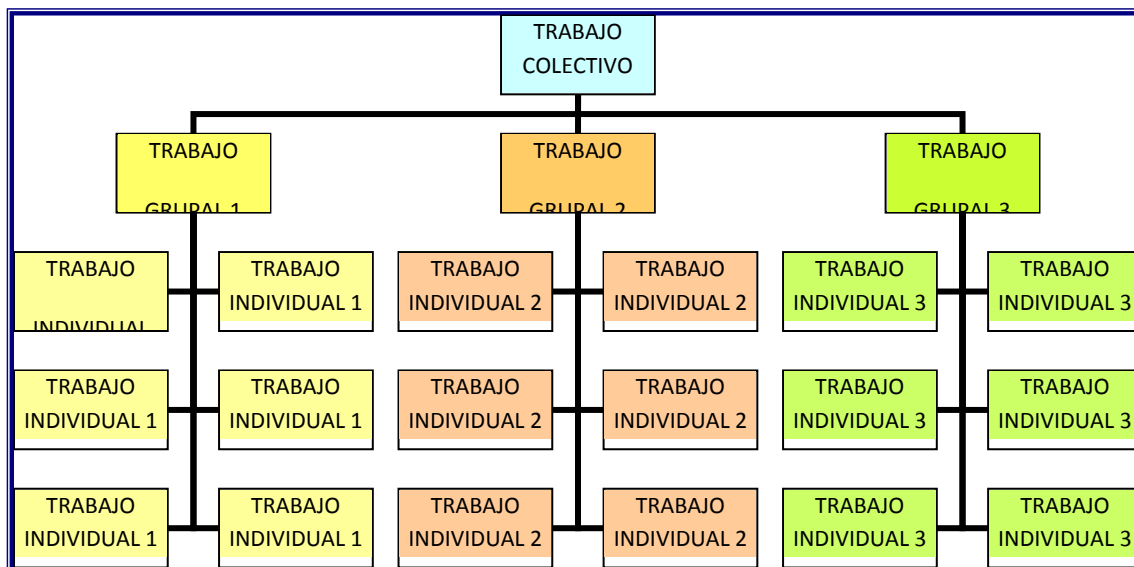 TRABAJO
COLECTIVO
TRABAJO
GRUPAL 1
TRABAJO
GRUPAL 2
TRABAJO
GRUPAL 3
TRABAJO
INDIVIDUAL
TRABAJO
INDIVIDUAL 1
TRABAJO
INDIVIDUAL 2
TRABAJO
INDIVIDUAL 2
TRABAJO
INDIVIDUAL 3
TRABAJO
INDIVIDUAL 3
TRABAJO
INDIVIDUAL 1
TRABAJO
INDIVIDUAL 1
TRABAJO
INDIVIDUAL 2
TRABAJO
INDIVIDUAL 2
TRABAJO
INDIVIDUAL 3
TRABAJO
INDIVIDUAL 3
TRABAJO
INDIVIDUAL 1
TRABAJO
INDIVIDUAL 1
TRABAJO
INDIVIDUAL 2
TRABAJO
INDIVIDUAL 2
TRABAJO
INDIVIDUAL 3
TRABAJO
INDIVIDUAL 3